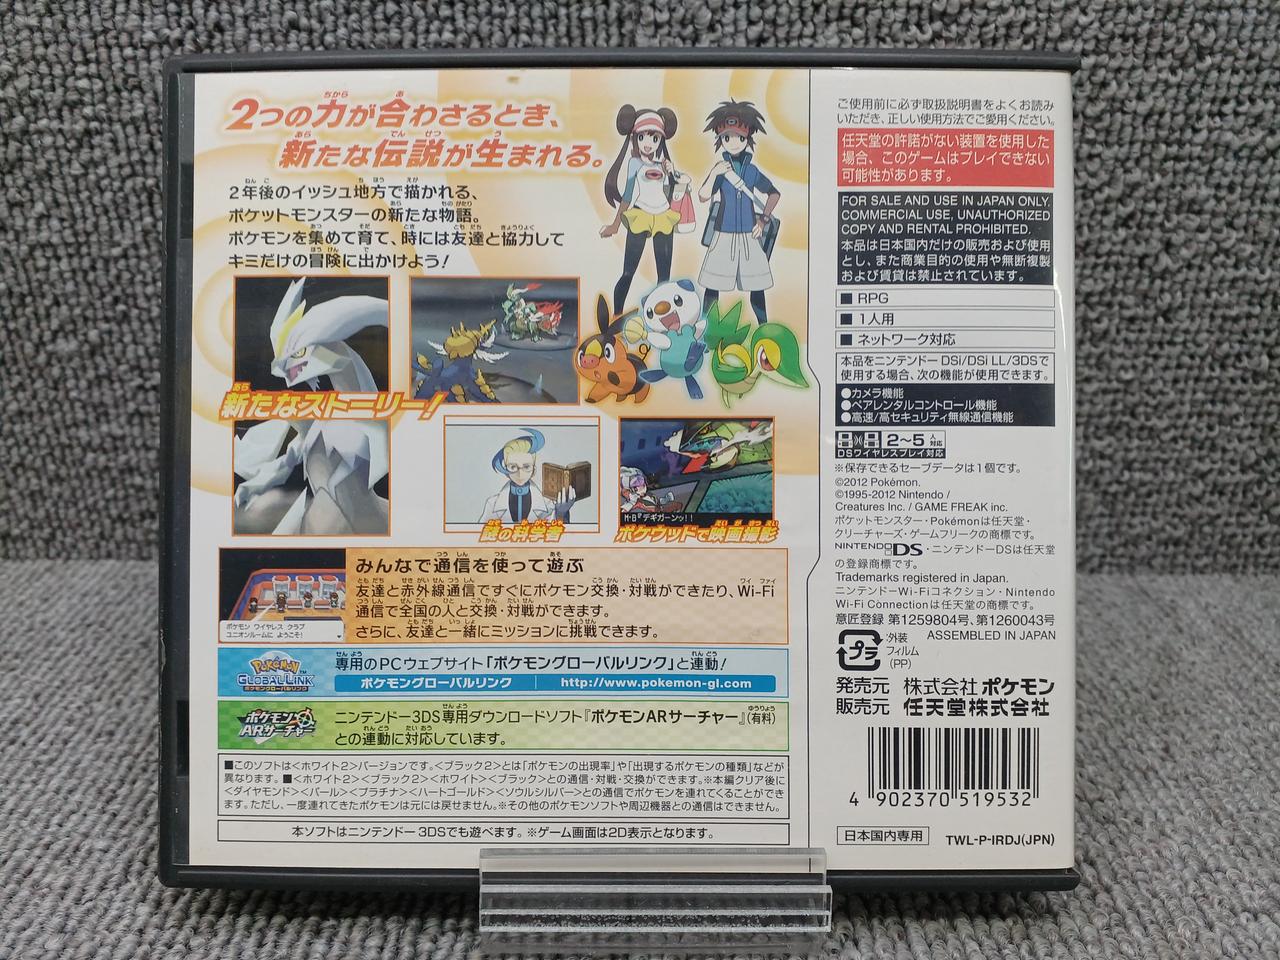 2つの力が合わさるとき、
新たな伝説が生まれる。
2年後のイッシュ地方で描かれる、
ポケットモンスターの新たな物語。
ポケモンを集めて育て、時には友達と協力して
キミだけの冒険に出かけよう!
新たなストーリー!
謎の科学者
M-B『デギガーンッ!!
ポケウッドで映画撮影
みんなで通信を使って遊ぶ
友達と赤外線通信ですぐにポケモン交換・対戦ができたり、Wi-Fi
通信で全国の人と交換・対戦ができます。
さらに、友達と一緒にミッションに挑戦できます。
ポケモン ワイヤレス クラブ
ユニオンルームに ようこそ!
POKéMON
GLOBAL LINK
ポケモングローバルリンク
専用のPCウェブサイト「ポケモングローバルリンク」と連動!
ポケモングローバルリンク http://www.pokemon-gl.com
ポケモン
ARサーチャー
ニンテンドー3DS専用ダウンロードソフト『ポケモンARサーチャー』(有料)
との連動に対応しています。
■このソフトは<ホワイト2>バージョンです。<ブラック2>とは「ポケモンの出現率」や「出現するポケモンの種類」などが
異なります。■<ホワイト2><ブラック2><ホワイト><ブラック>との通信・対戦・交換ができます。※本編クリア後に
<ダイヤモンド><パール><プラチナ><ハートゴールド><ソウルシルバー>との通信でポケモンを連れてくることができ
ます。ただし、一度連れてきたポケモンは元には戻せません。※その他のポケモンソフトや周辺機器との通信はできません。
本ソフトはニンテンドー3DSでも遊べます。※ゲーム画面は2D表示となります。
ご使用前に必ず取扱説明書をよくお読み
いただき、正しい使用方法でご愛用ください。
任天堂の許諾がない装置を使用した
場合、このゲームはプレイできない
可能性があります。
FOR SALE AND USE IN JAPAN ONLY.
COMMERCIAL USE, UNAUTHORIZED
COPY AND RENTAL PROHIBITED.
本品は日本国内だけの販売および使用
とし、また商業目的の使用や無断複製
および賃貸は禁止されています。
■RPG
■1人用
■ネットワーク対応
本品をニンテンドーDSi/DSi LL/3DSで
使用する場合、次の機能が使用できます。
●カメラ機能
●ペアレンタルコントロール機能
●高速/高セキュリティ無線通信機能
2〜5人対応
DSワイヤレスプレイ対応
※保存できるセーブデータは1個です。
©2012 Pokémon.
©1995-2012 Nintendo /
Creatures Inc. / GAME FREAK inc.
ポケットモンスター・Pokémonは任天堂・
クリーチャーズ・ゲームフリークの商標です。
NINTENDO DS・ニンテンドーDSは任天堂
の登録商標です。
Trademarks registered in Japan.
ニンテンドーWi-Fiコネクション・Nintendo
Wi-Fi Connectionは任天堂の商標です。
意匠登録 第1259804号、第1260043号
ASSEMBLED IN JAPAN
プラ
外装
フィルム
(PP)
発売元 株式会社ポケモン
販売元 任天堂株式会社
4 902370 519532
日本国内専用
TWL-P-IRDJ(JPN)